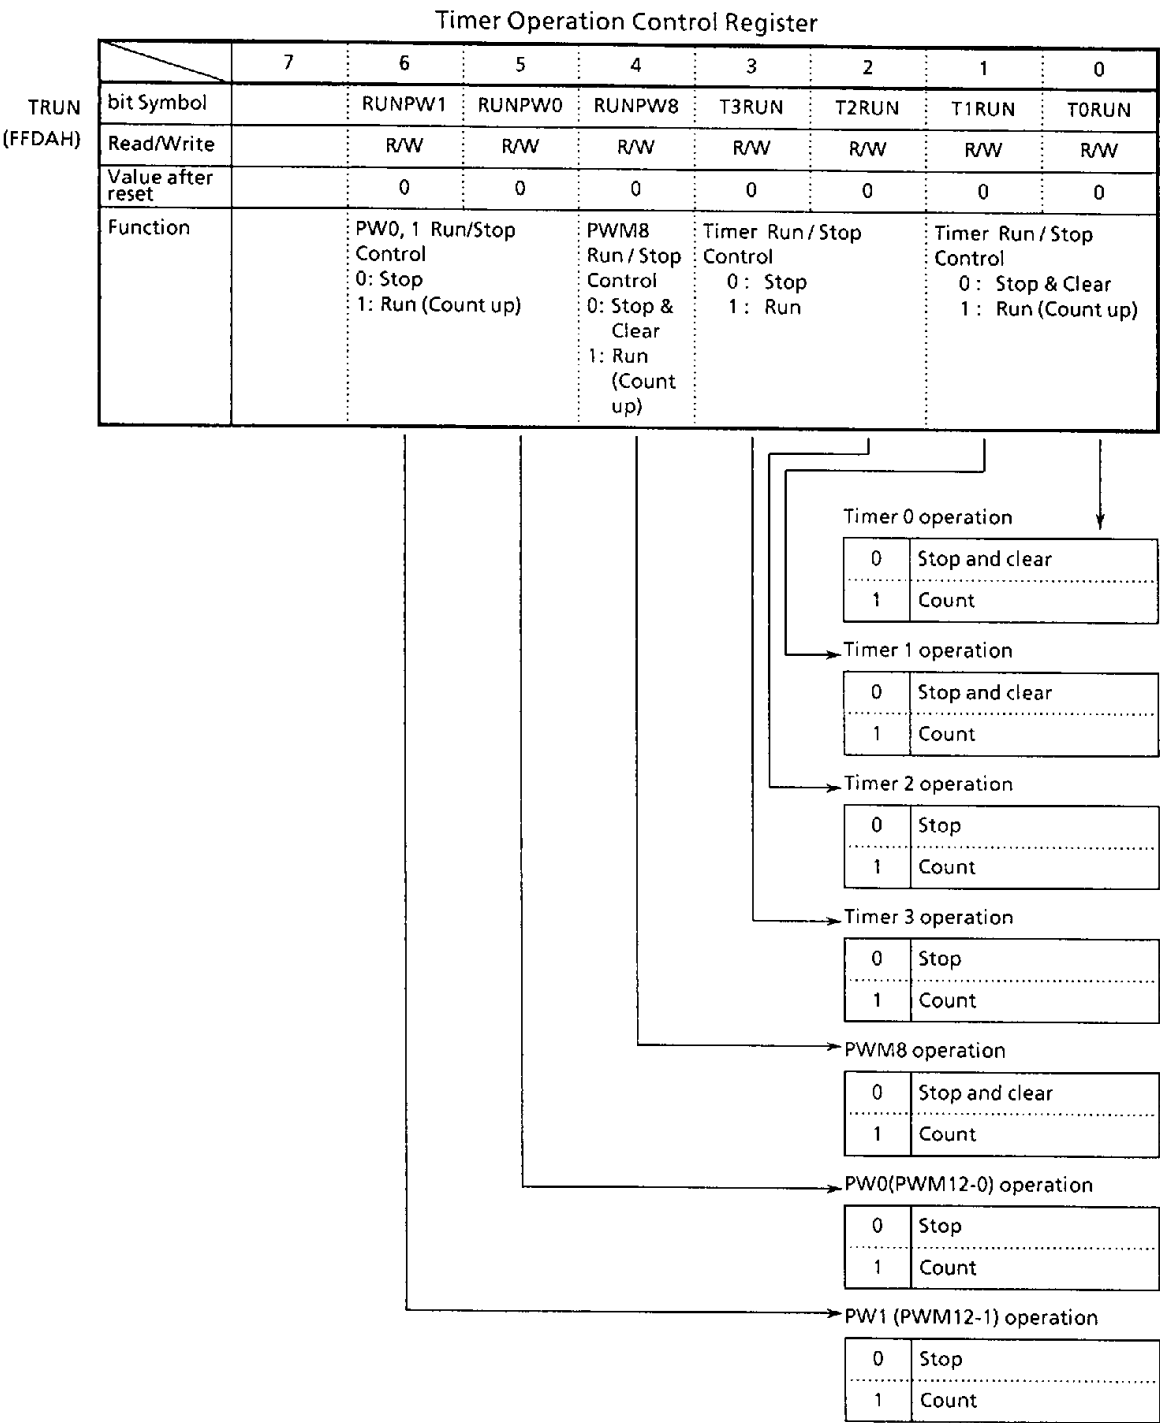 Timer Operation Control Register
7 6 5 4 3 2 1 0
TRUN
(FFDAH)
bit Symbol RUNPW1 RUNPW0 RUNPW8 T3RUN T2RUN T1RUN T0RUN
Read/Write R/W R/W R/W R/W R/W R/W R/W
Value after
reset
0 0 0 0 0 0 0
Function
PW0, 1 Run/Stop
Control
0: Stop
1: Run (Count up)
PWM8
Run / Stop
Control
0: Stop &
Clear
1: Run
(Count
up)
Timer Run / Stop
Control
0 : Stop
1 : Run
Timer Run / Stop
Control
0 : Stop & Clear
1 : Run (Count up)
Timer 0 operation
0 Stop and clear
1 Count
Timer 1 operation
0 Stop and clear
1 Count
Timer 2 operation
0 Stop
1 Count
Timer 3 operation
0 Stop
1 Count
PWM8 operation
0 Stop and clear
1 Count
PW0(PWM12-0) operation
0 Stop
1 Count
PW1 (PWM12-1) operation
0 Stop
1 Count